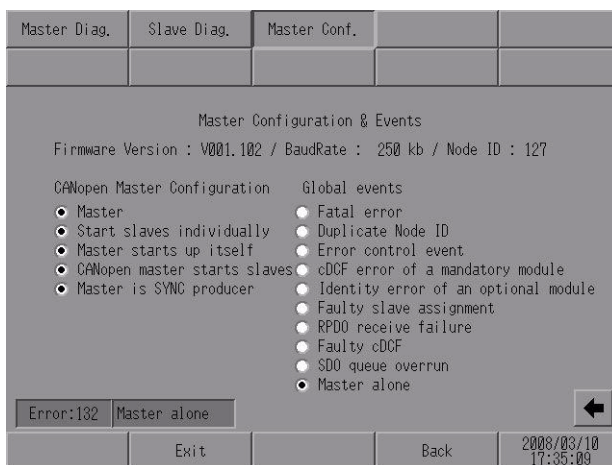 Master Diag. Slave Diag. Master Conf.
Master Configuration & Events
Firmware Version : V001.102 / BaudRate : 250 kb / Node ID : 127
CANopen Master Configuration
Master
Start slaves individually
Master starts up itself
CANopen master starts slaves
Master is SYNC producer
Global events
Fatal error
Duplicate Node ID
Error control event
cDCF error of a mandatory module
Identity error of an optional module
Faulty slave assignment
RPDO receive failure
Faulty cDCF
SDO queue overrun
Master alone
Error:132 Master alone
Exit Back 2008/03/10
17:35:09